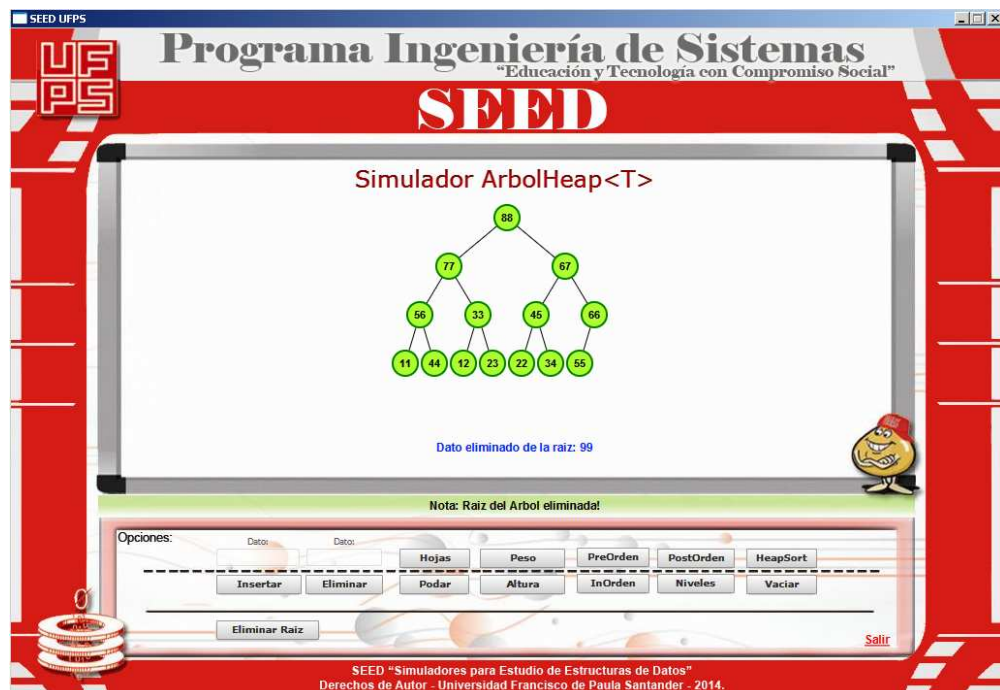 SEED UFPS
UFPS
Programa Ingeniería de Sistemas
“Educación y Tecnología con Compromiso Social”
SEED
Simulador ArbolHeap<T>
88
77 67
56 33 45 66
11 44 12 23 22 34 55
Dato eliminado de la raiz: 99
Nota: Raiz del Arbol eliminada!
Opciones:
Dato: Dato:
Hojas Peso PreOrden PostOrden HeapSort
Insertar Eliminar Podar Altura InOrden Niveles Vaciar
Eliminar Raiz
Salir
SEED “Simuladores para Estudio de Estructuras de Datos”
Derechos de Autor - Universidad Francisco de Paula Santander - 2014.